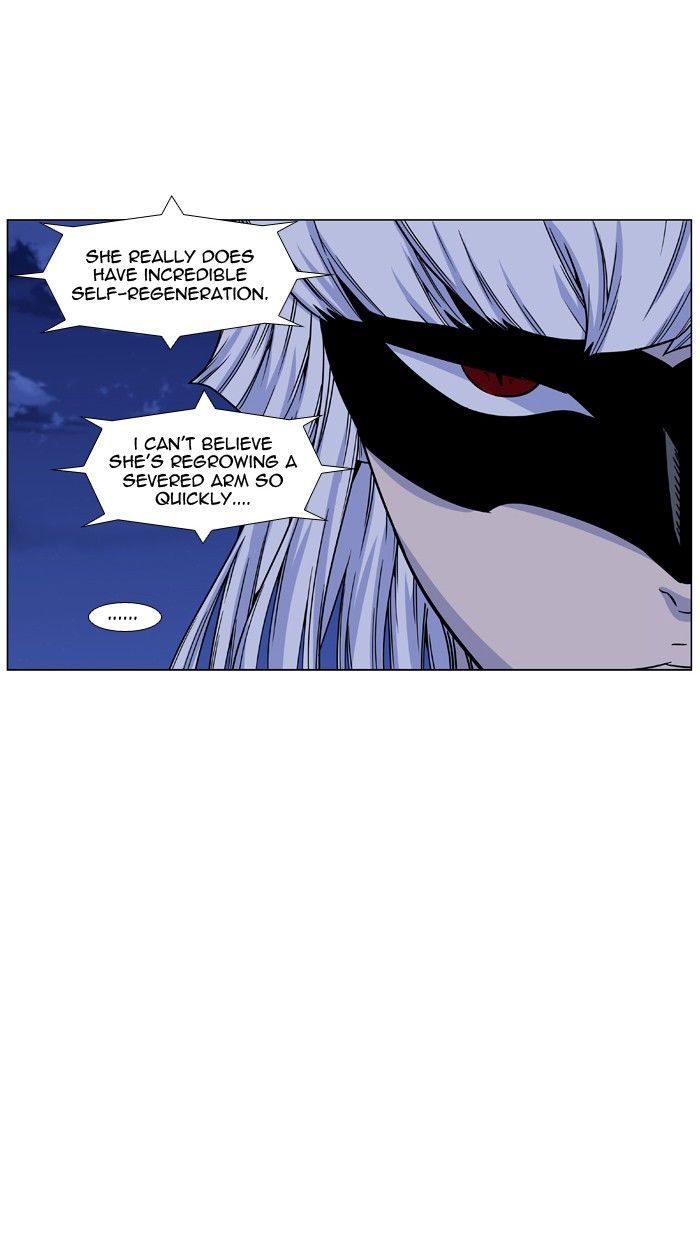 SHE REALLY DOES
HAVE INCREDIBLE
SELF-REGENERATION.
I CAN'T BELIEVE
SHE'S REGROWING A
SEVERED ARM SO
QUICKLY....
......